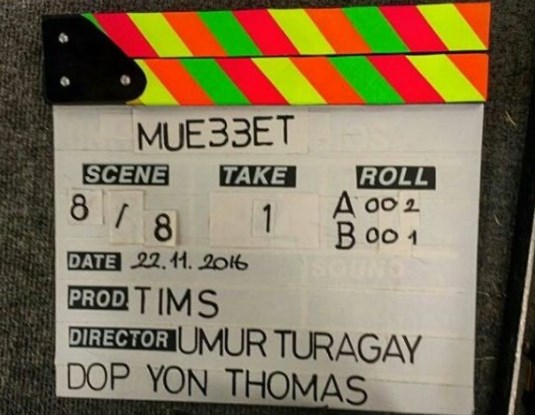 MUEBBET
SCENE TAKE ROLL
8 / 8 1 A 002
B 001
DATE 22.11.2016
PROD. TIMS
DIRECTOR UMUR TURAGAY
DOP YON THOMAS